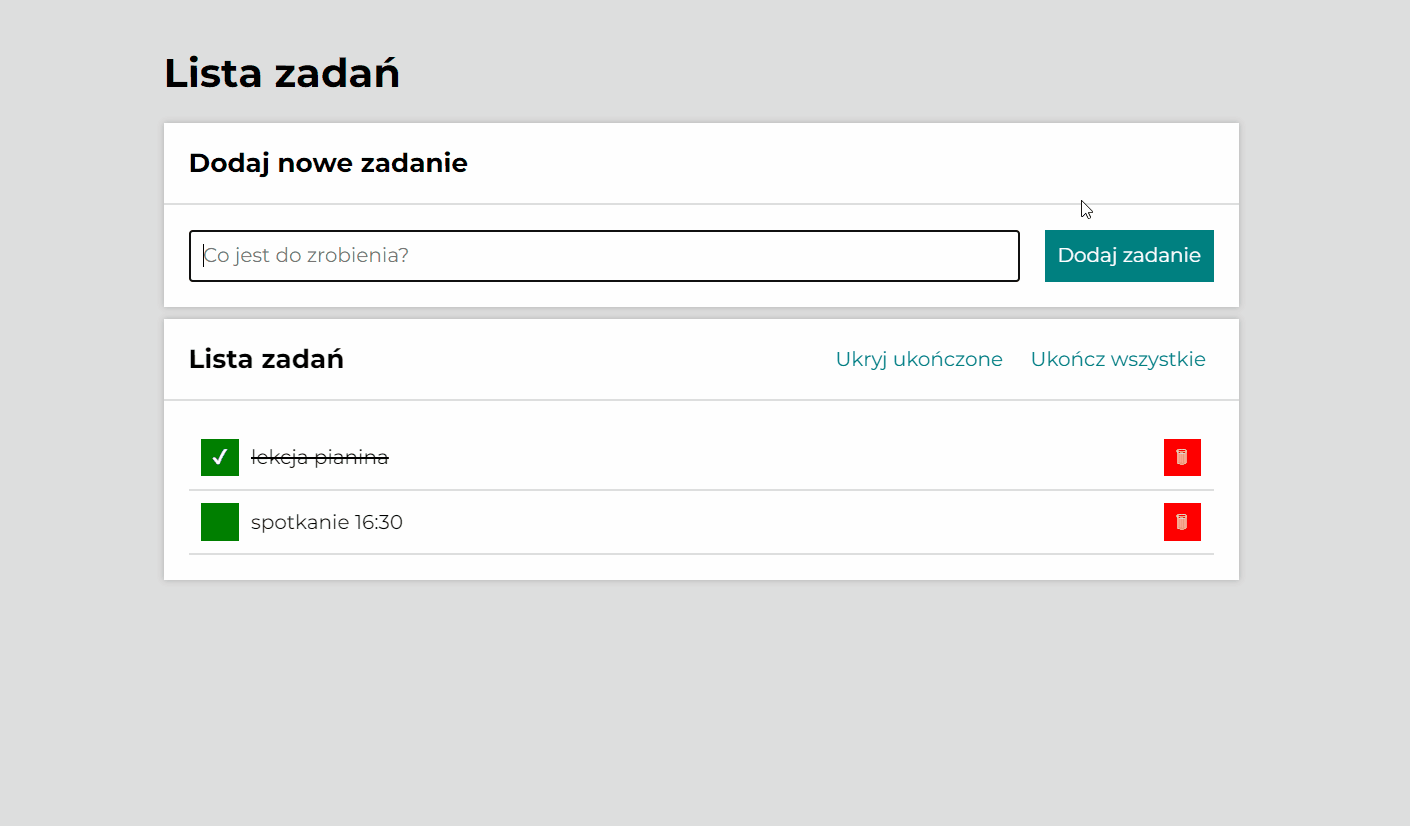 Lista zadań
Dodaj nowe zadanie
Co jest do zrobienia?
Dodaj zadanie
Lista zadań
Ukryj ukończone
Ukończ wszystkie
✓ lekcja pianina
spotkanie 16:30